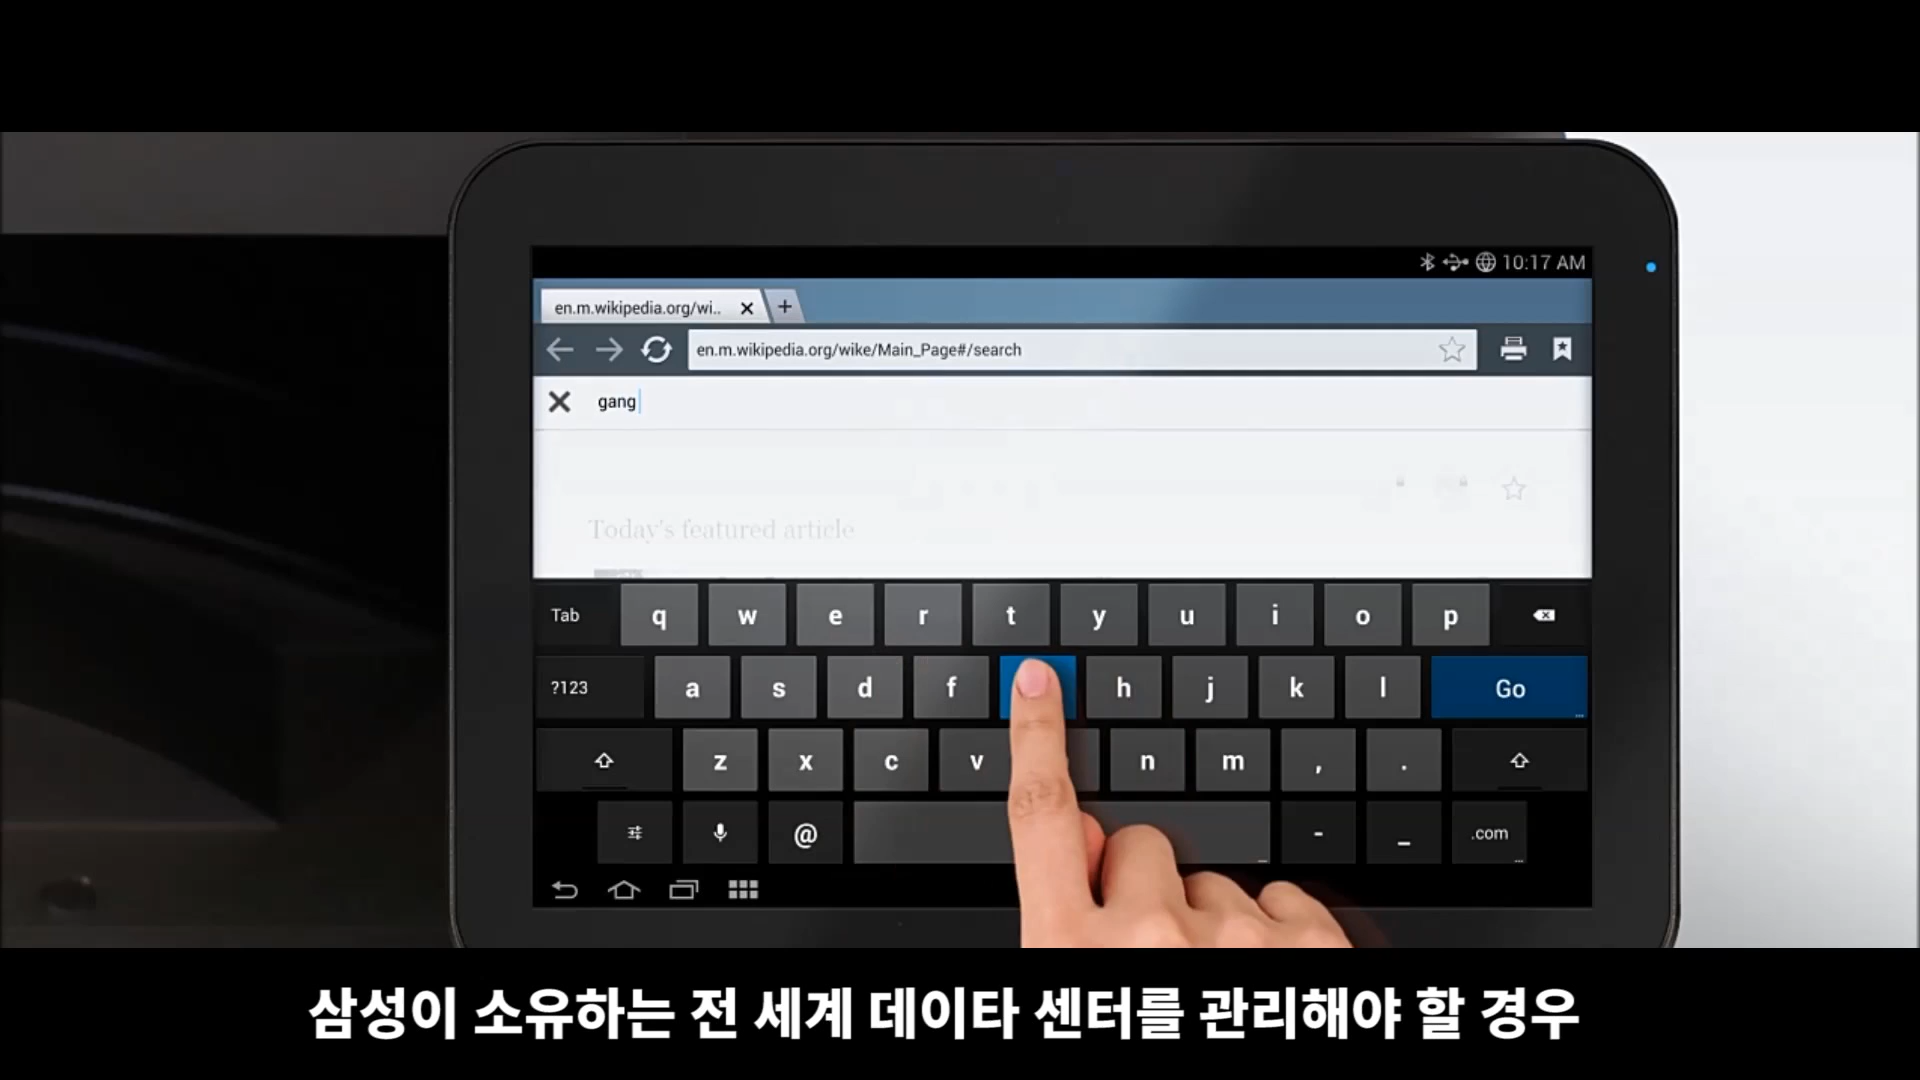 10:17 AM
en.m.wikipedia.org/wi..
en.m.wikipedia.org/wike/Main_Page#/search
gang
Today's featured article
Tab q w e r t y u i o p
?123 a s d f h j k l Go
z x c v n m , .
@ - _ .com
삼성이 소유하는 전 세계 데이타 센터를 관리해야 할 경우